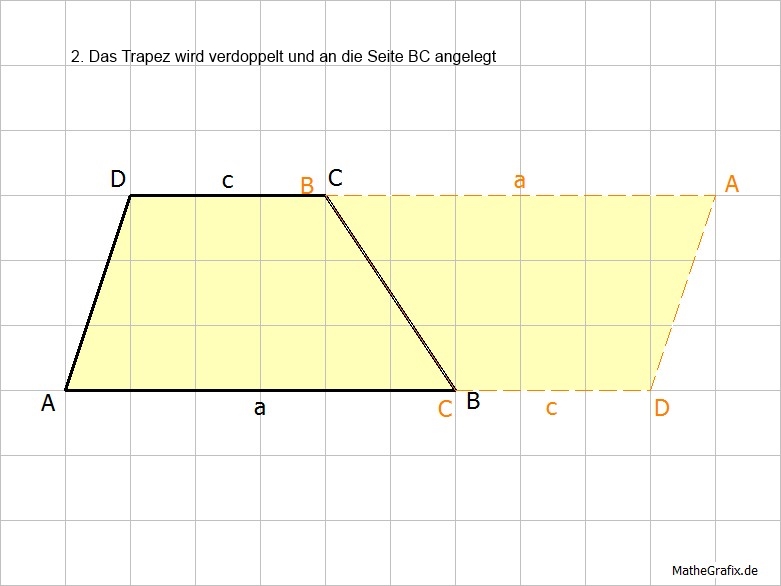 2. Das Trapez wird verdoppelt und an die Seite BC angelegt
D c B C a A
A a C B c D
MatheGrafix.de